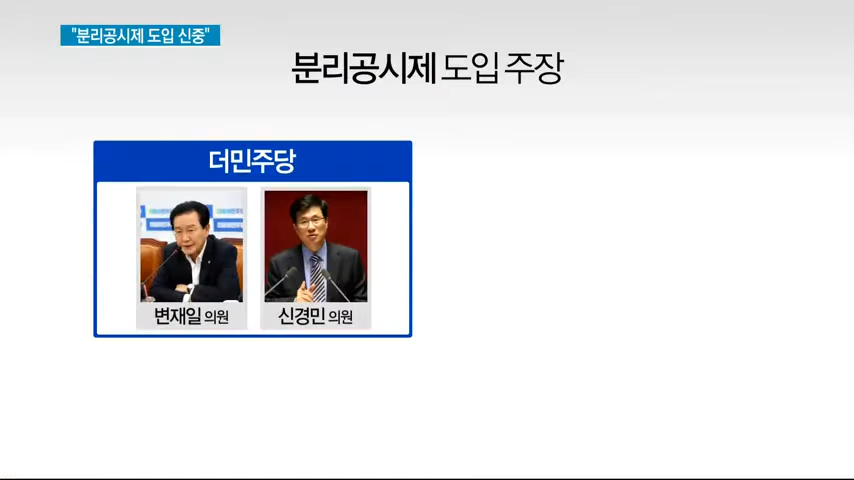 "분리공시제 도입 신중"
분리공시제 도입 주장
더민주당
변재일 의원
신경민 의원